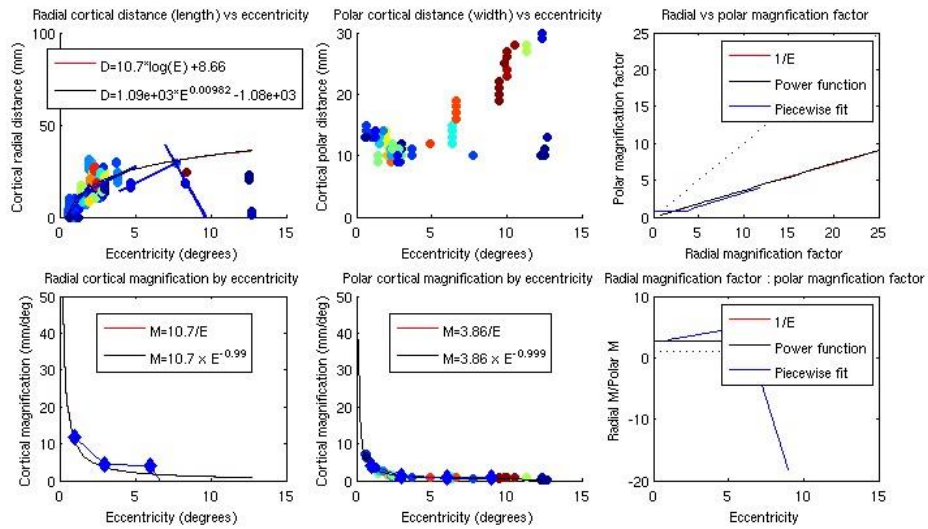 Radial cortical distance (length) vs eccentricity
100
50
0
0 5 10 15
Cortical radial distance (mm)
Eccentricity (degrees)
D=10.7*log(E) +8.66
D=1.09e+03*E^0.00982 -1.08e+03
Polar cortical distance (width) vs eccentricity
30
20
10
0
0 5 10 15
Cortical polar distance (mm)
Eccentricity (degrees)
Radial vs polar magnfication factor
25
20
15
10
5
0
0 5 10 15 20 25
Polar magnification factor
Radial magnification factor
1/E
Power function
Piecewise fit
Radial cortical magnification by eccentricity
50
40
30
20
10
0
0 5 10 15
Cortical magnification (mm/deg)
Eccentricity (degrees)
M=10.7/E
M=10.7 x E^-0.99
Polar cortical magnification by eccentricity
50
40
30
20
10
0
0 5 10 15
Cortical magnification (mm/deg)
Eccentricity (degrees)
M=3.86/E
M=3.86 x E^-0.999
Radial magnification factor : polar magnfication factor
10
0
-10
-20
0 5 10 15
Radial M/Polar M
Eccentricity
1/E
Power function
Piecewise fit